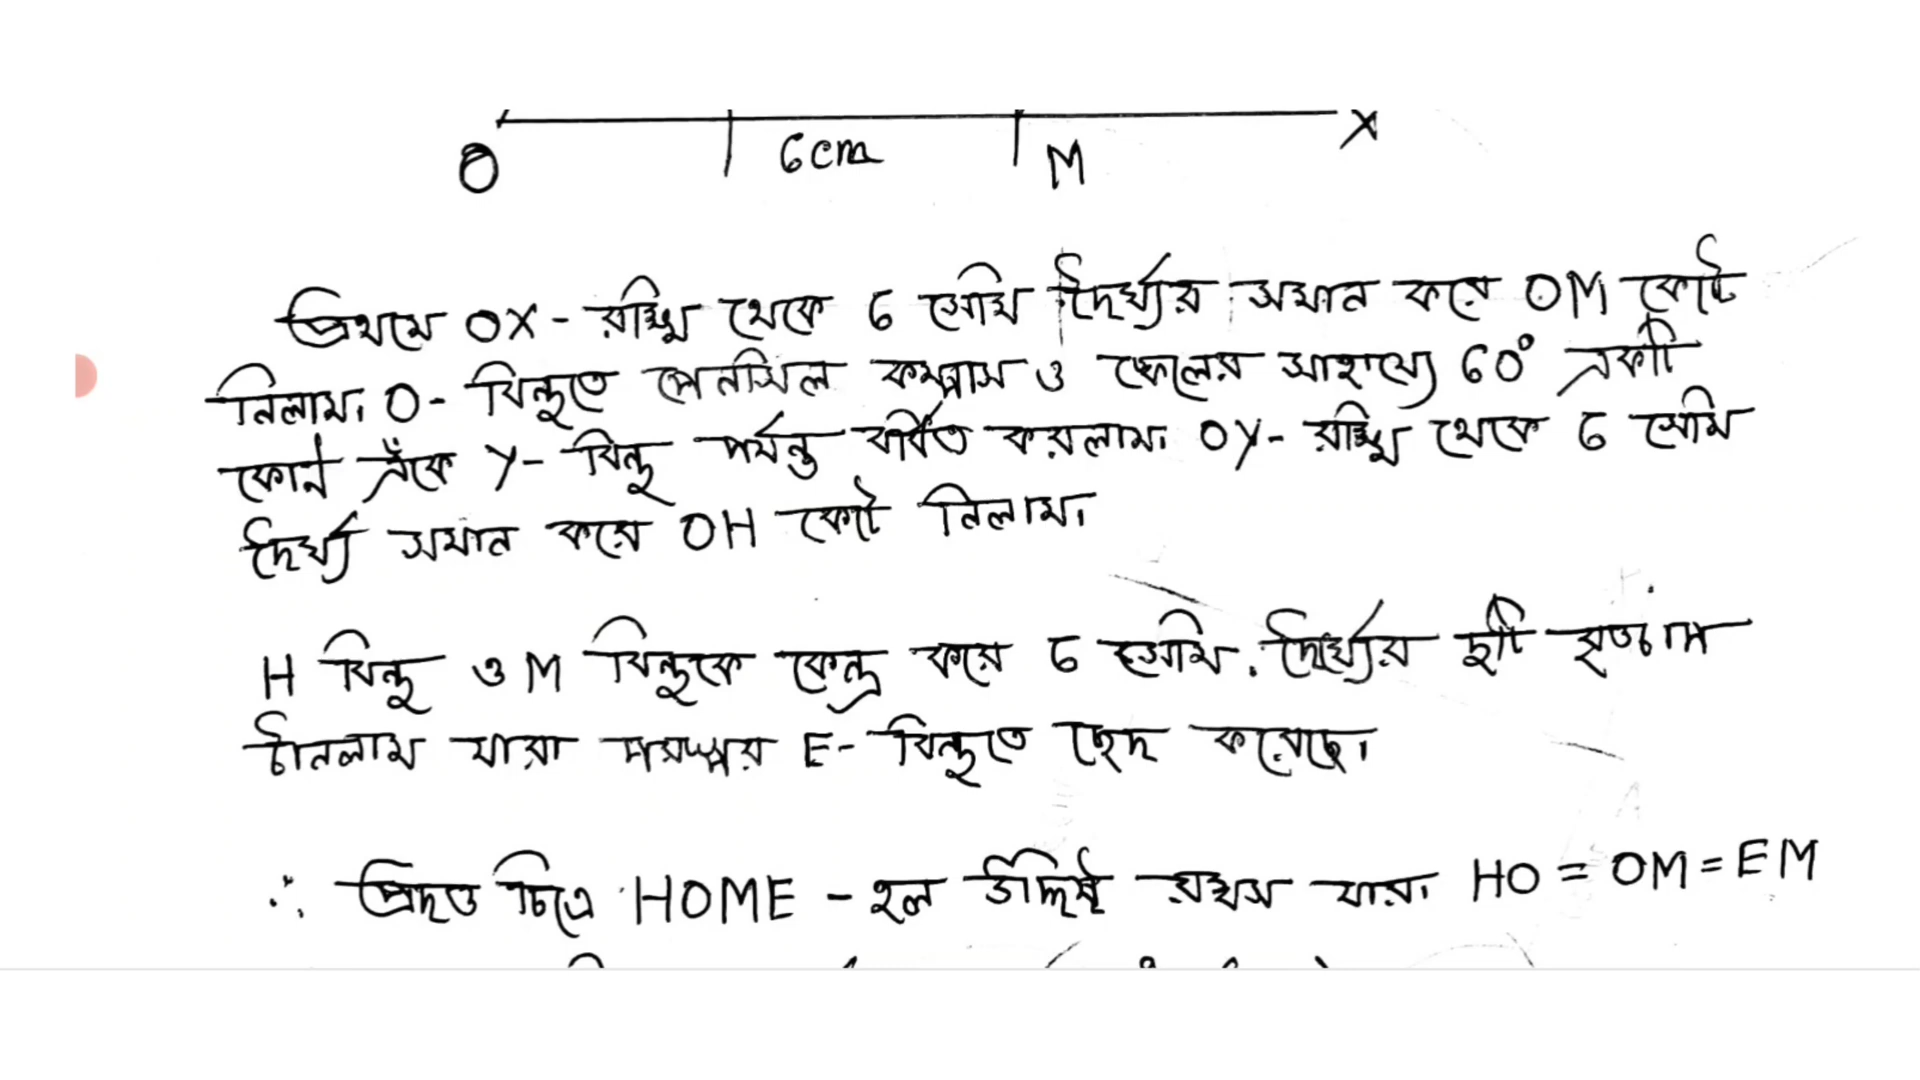 O 6cm M X
প্রথমে OX - রশ্মি থেকে 6 সেমি দৈর্ঘ্যের সমান করে OM কেটে
নিলাম। O - বিন্দুতে পেনসিল কম্পাস ও স্কেলের সাহায্যে 60° একটি
কোন এঁকে Y- বিন্দু পর্যন্ত বর্ধিত করলাম। OY- রশ্মি থেকে 6 সেমি
দৈর্ঘ্য সমান করে OH কেটে নিলাম।
H বিন্দু ও M বিন্দুকে কেন্দ্র করে 6 সেমি. দৈর্ঘ্যের দুটি বৃত্তচাপ
টানলাম যারা পরস্পর E- বিন্দুতে ছেদ করেছে।
∴ প্রদত্ত চিত্রে HOME - হল উদ্দিষ্ট রম্বস যারা HO = OM = EM